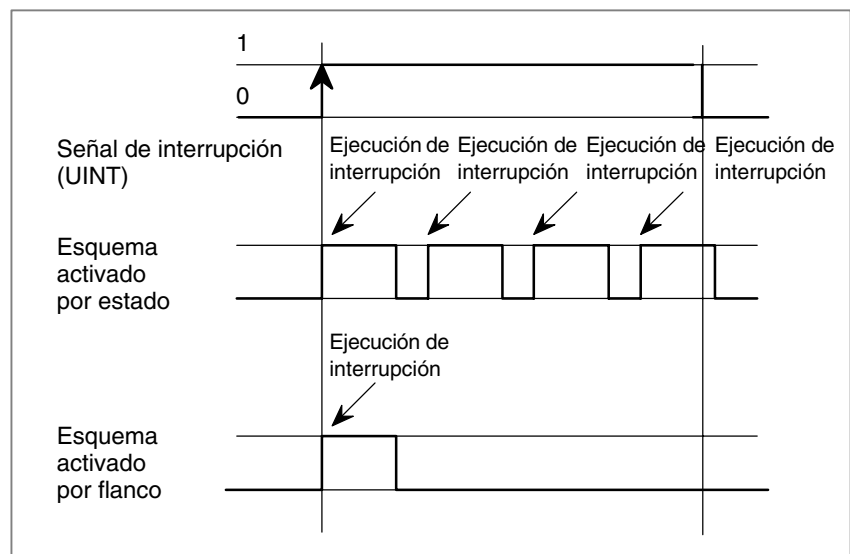 1
0
Señal de interrupción
(UINT)
Ejecución de
interrupción
Ejecución de
interrupción
Ejecución de
interrupción
Ejecución de
interrupción
Esquema
activado
por estado
Ejecución de
interrupción
Esquema
activado
por flanco